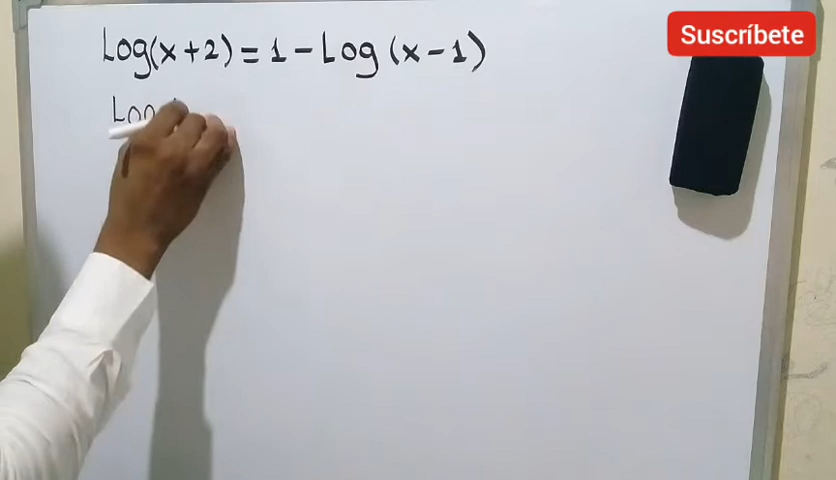 Log(x+2) = 1 - Log (x-1)
Suscríbete
Log